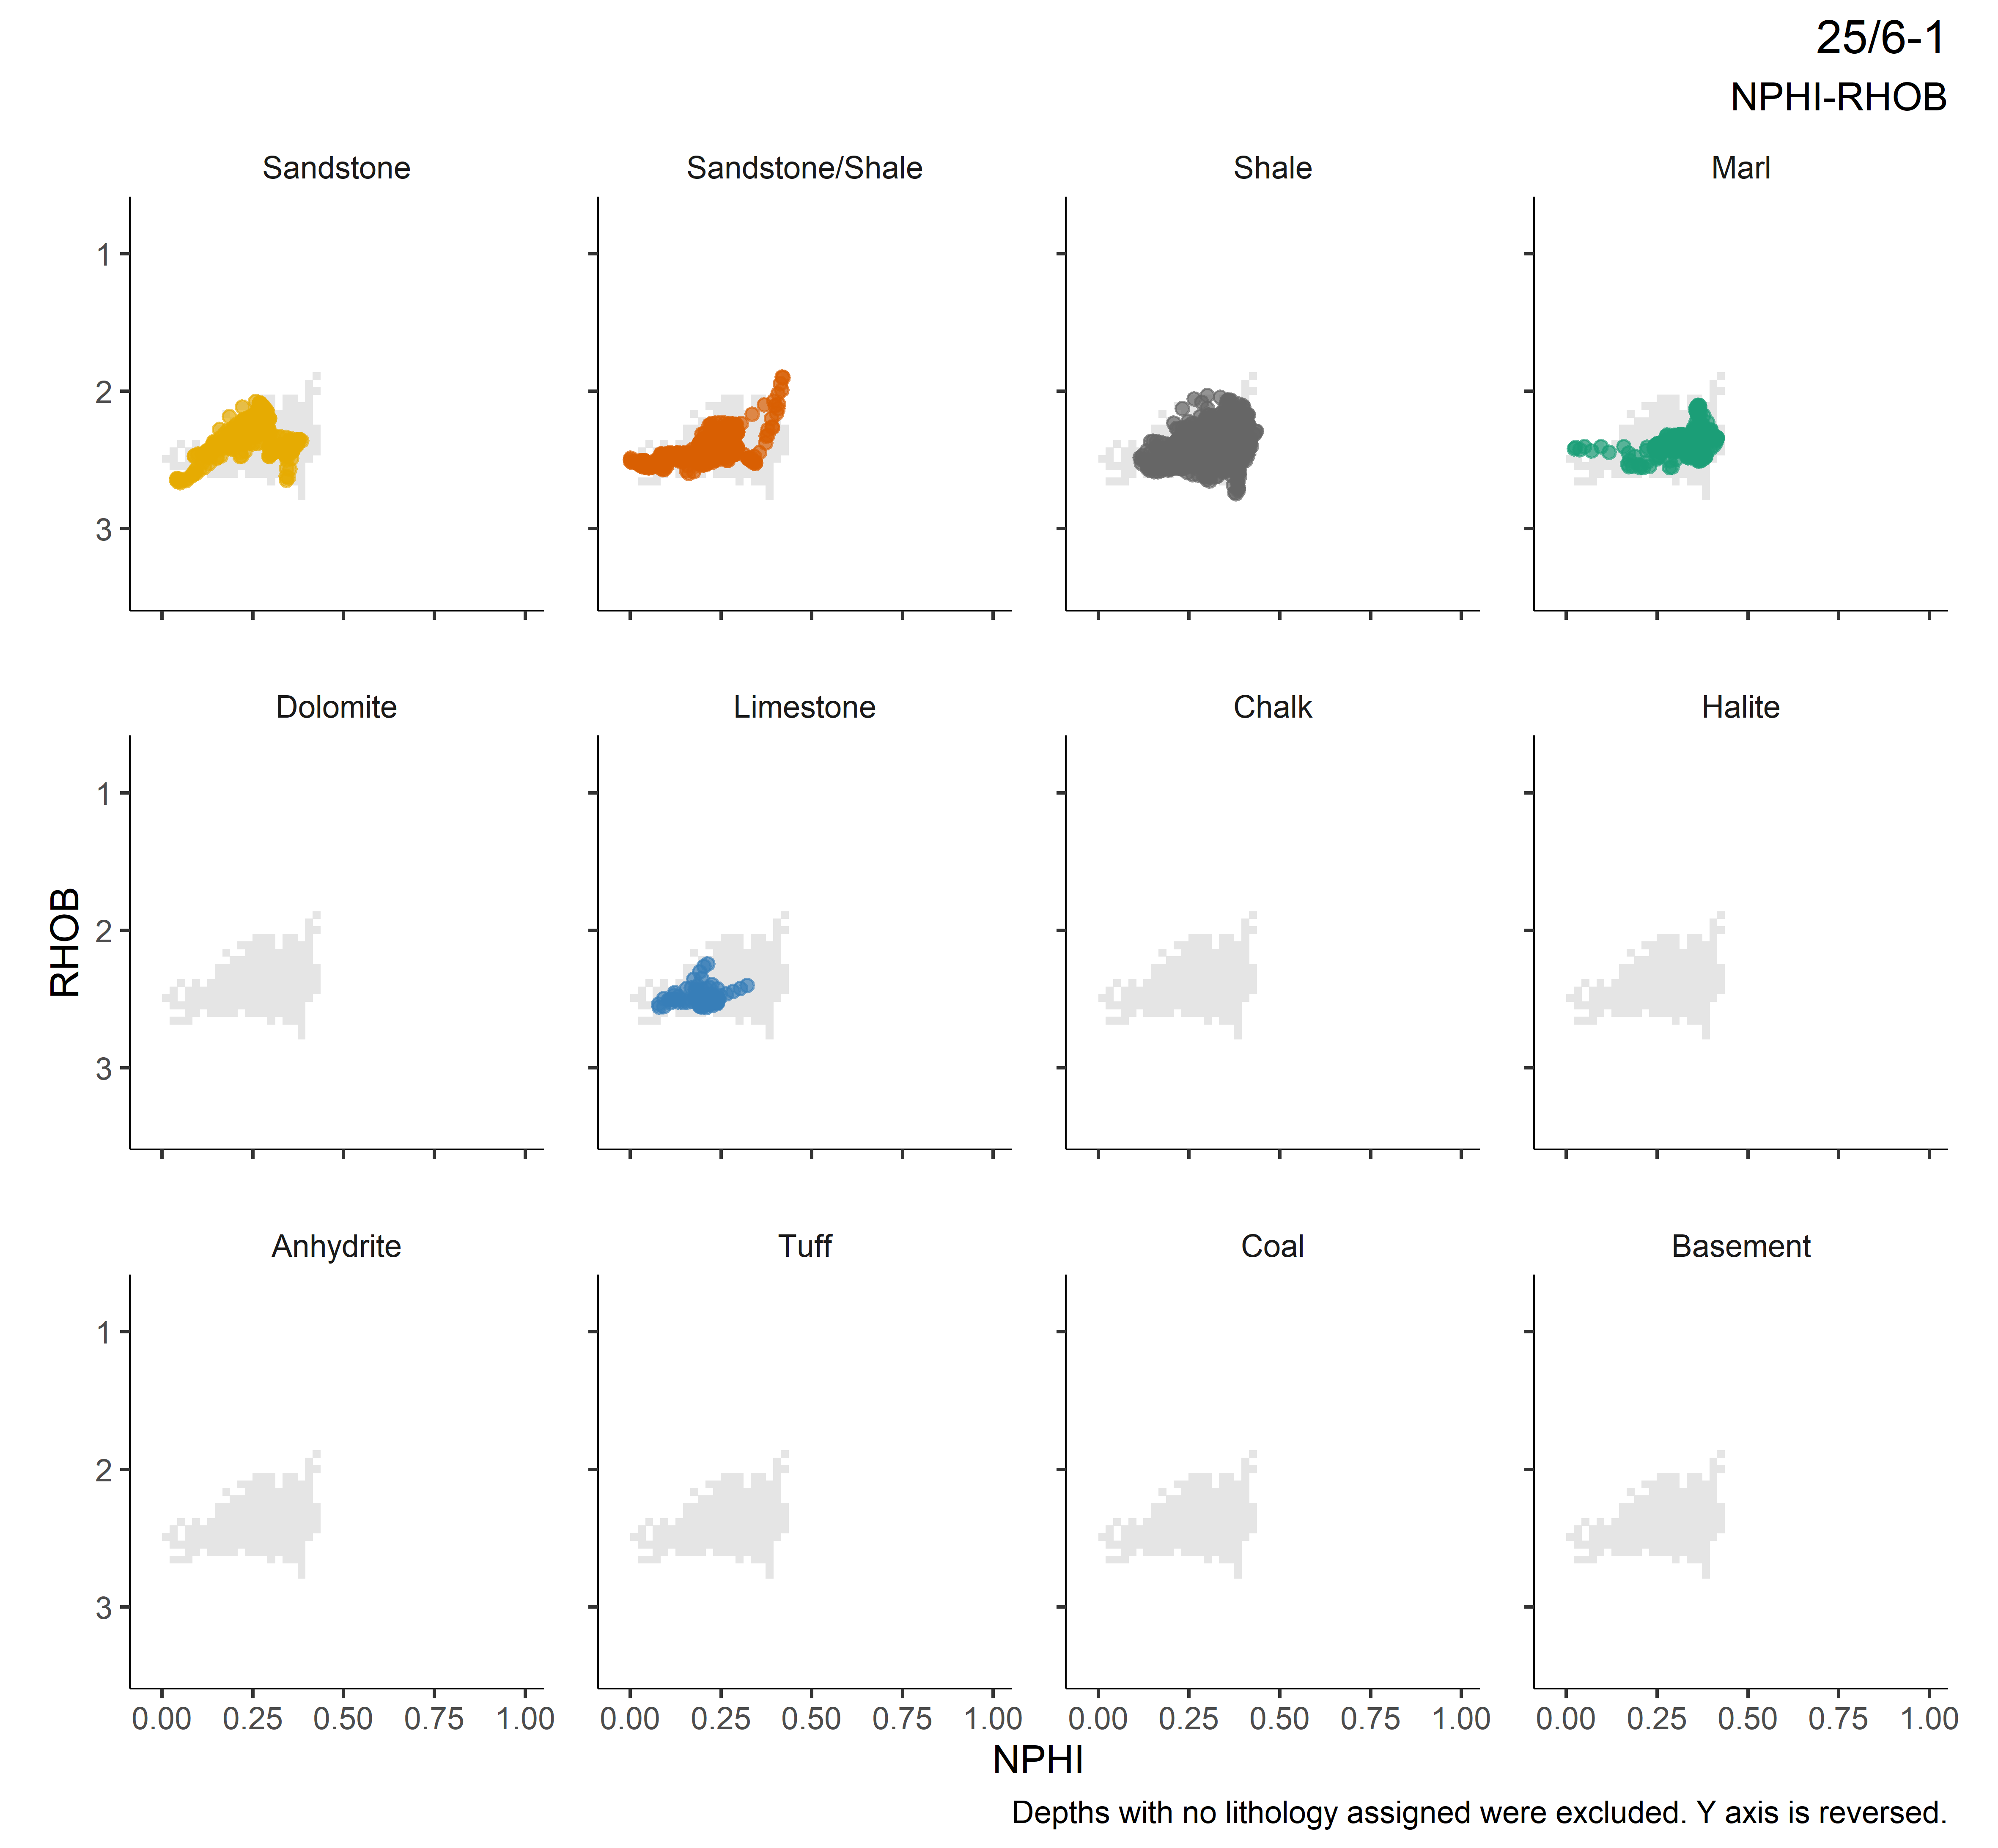 25/6-1
NPHI-RHOB
Sandstone Sandstone/Shale Shale Marl
1
2
3
Dolomite Limestone Chalk Halite
1
2
3
RHOB
Anhydrite Tuff Coal Basement
1
2
3
0.00 0.25 0.50 0.75 1.00 0.00 0.25 0.50 0.75 1.00 0.00 0.25 0.50 0.75 1.00 0.00 0.25 0.50 0.75 1.00
NPHI
Depths with no lithology assigned were excluded. Y axis is reversed.